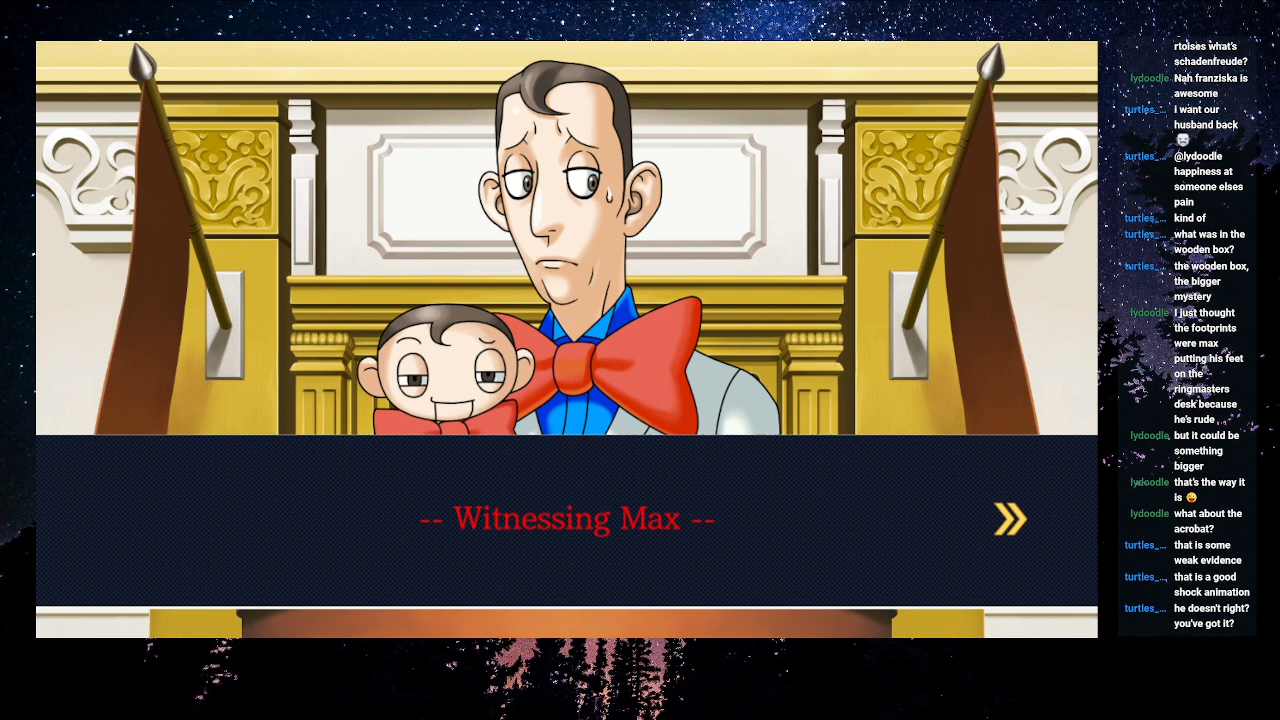 -- Witnessing Max --
rtoises what's
schadenfreude?
lydoodle Nah franziska is
awesome
turtles_... i want our
husband back
turtles_... @lydoodle
happiness at
someone elses
pain
turtles_... kind of
turtles_... what was in the
wooden box?
turtles_... the wooden box,
the bigger
mystery
lydoodle I just thought
the footprints
were max
putting his feet
on the
ringmasters
desk because
he's rude
lydoodle but it could be
something
bigger
lydoodle that's the way it
is 😜
lydoodle what about the
acrobat?
turtles_... that is some
weak evidence
turtles_... that is a good
shock animation
turtles_... he doesn't right?
you've got it?